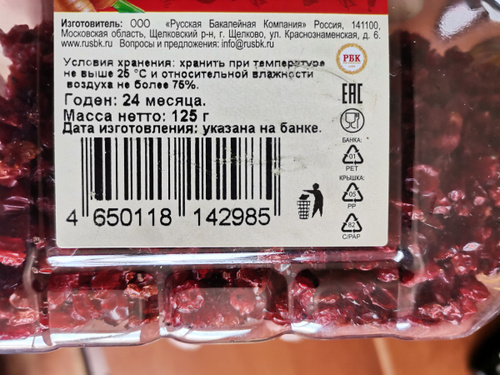 Изготовитель: ООО «Русская Бакалейная Компания» Россия, 141100,
Московская область, Щелковский р-н, г. Щелково, ул. Краснознаменская, д. 6.
www.rusbk.ru Вопросы и предложения: info@rusbk.ru
Условия хранения: хранить при температуре
не выше 25 °С и относительной влажности
воздуха не более 75%.
Годен: 24 месяца.
Масса нетто: 125 г
Дата изготовления: указана на банке.
РБК
ЕАС
БАНКА:
01
PET
КРЫШКА:
05
PP
82
C/PAP
4 650118 142985